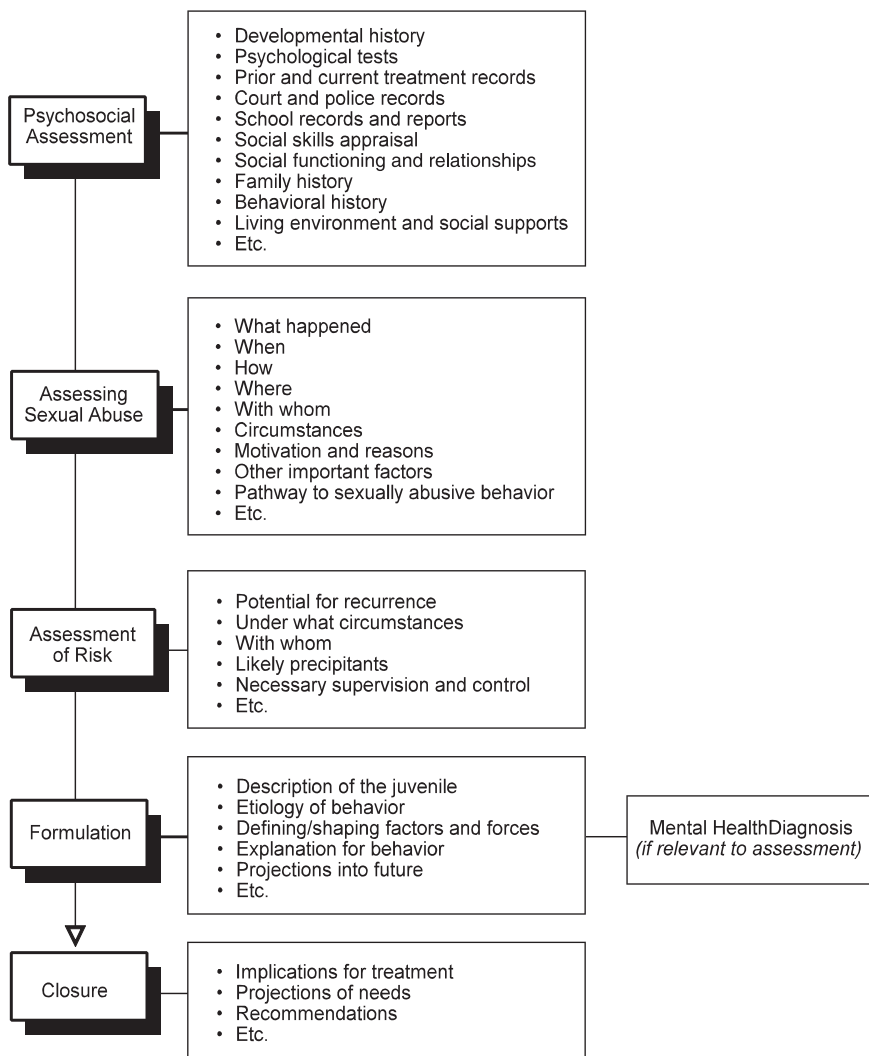 Psychosocial
Assessment
• Developmental history
• Psychological tests
• Prior and current treatment records
• Court and police records
• School records and reports
• Social skills appraisal
• Social functioning and relationships
• Family history
• Behavioral history
• Living environment and social supports
• Etc.
Assessing
Sexual Abuse
• What happened
• When
• How
• Where
• With whom
• Circumstances
• Motivation and reasons
• Other important factors
• Pathway to sexually abusive behavior
• Etc.
Assessment
of Risk
• Potential for recurrence
• Under what circumstances
• With whom
• Likely precipitants
• Necessary supervision and control
• Etc.
Formulation
• Description of the juvenile
• Etiology of behavior
• Defining/shaping factors and forces
• Explanation for behavior
• Projections into future
• Etc.
Mental HealthDiagnosis
(if relevant to assessment)
Closure
• Implications for treatment
• Projections of needs
• Recommendations
• Etc.